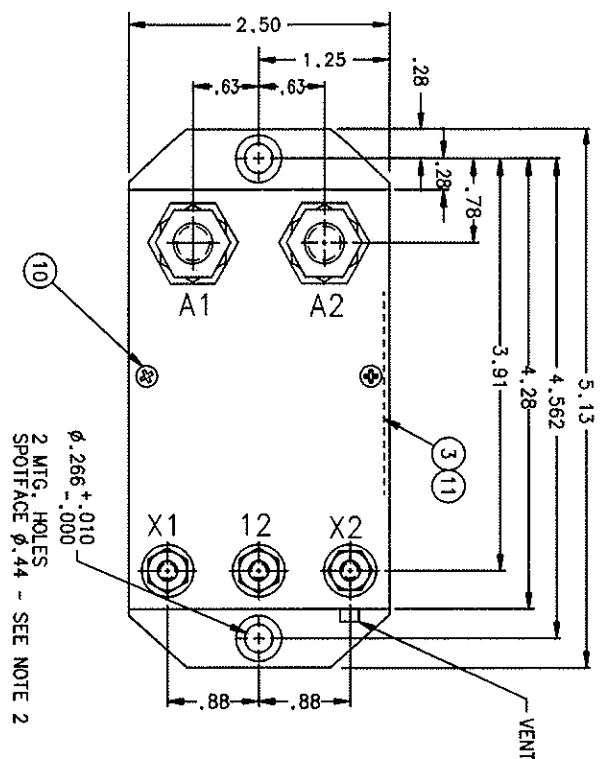 2.50
1.25
.63
.63
.28
.28
.78
3.91
4.28
4.562
5.13
A1
A2
10
3
11
X1
12
X2
VENT
.88
.88
ø.266 +.010
-.000
2 MTG. HOLES
SPOTFACE ø.44 - SEE NOTE 2